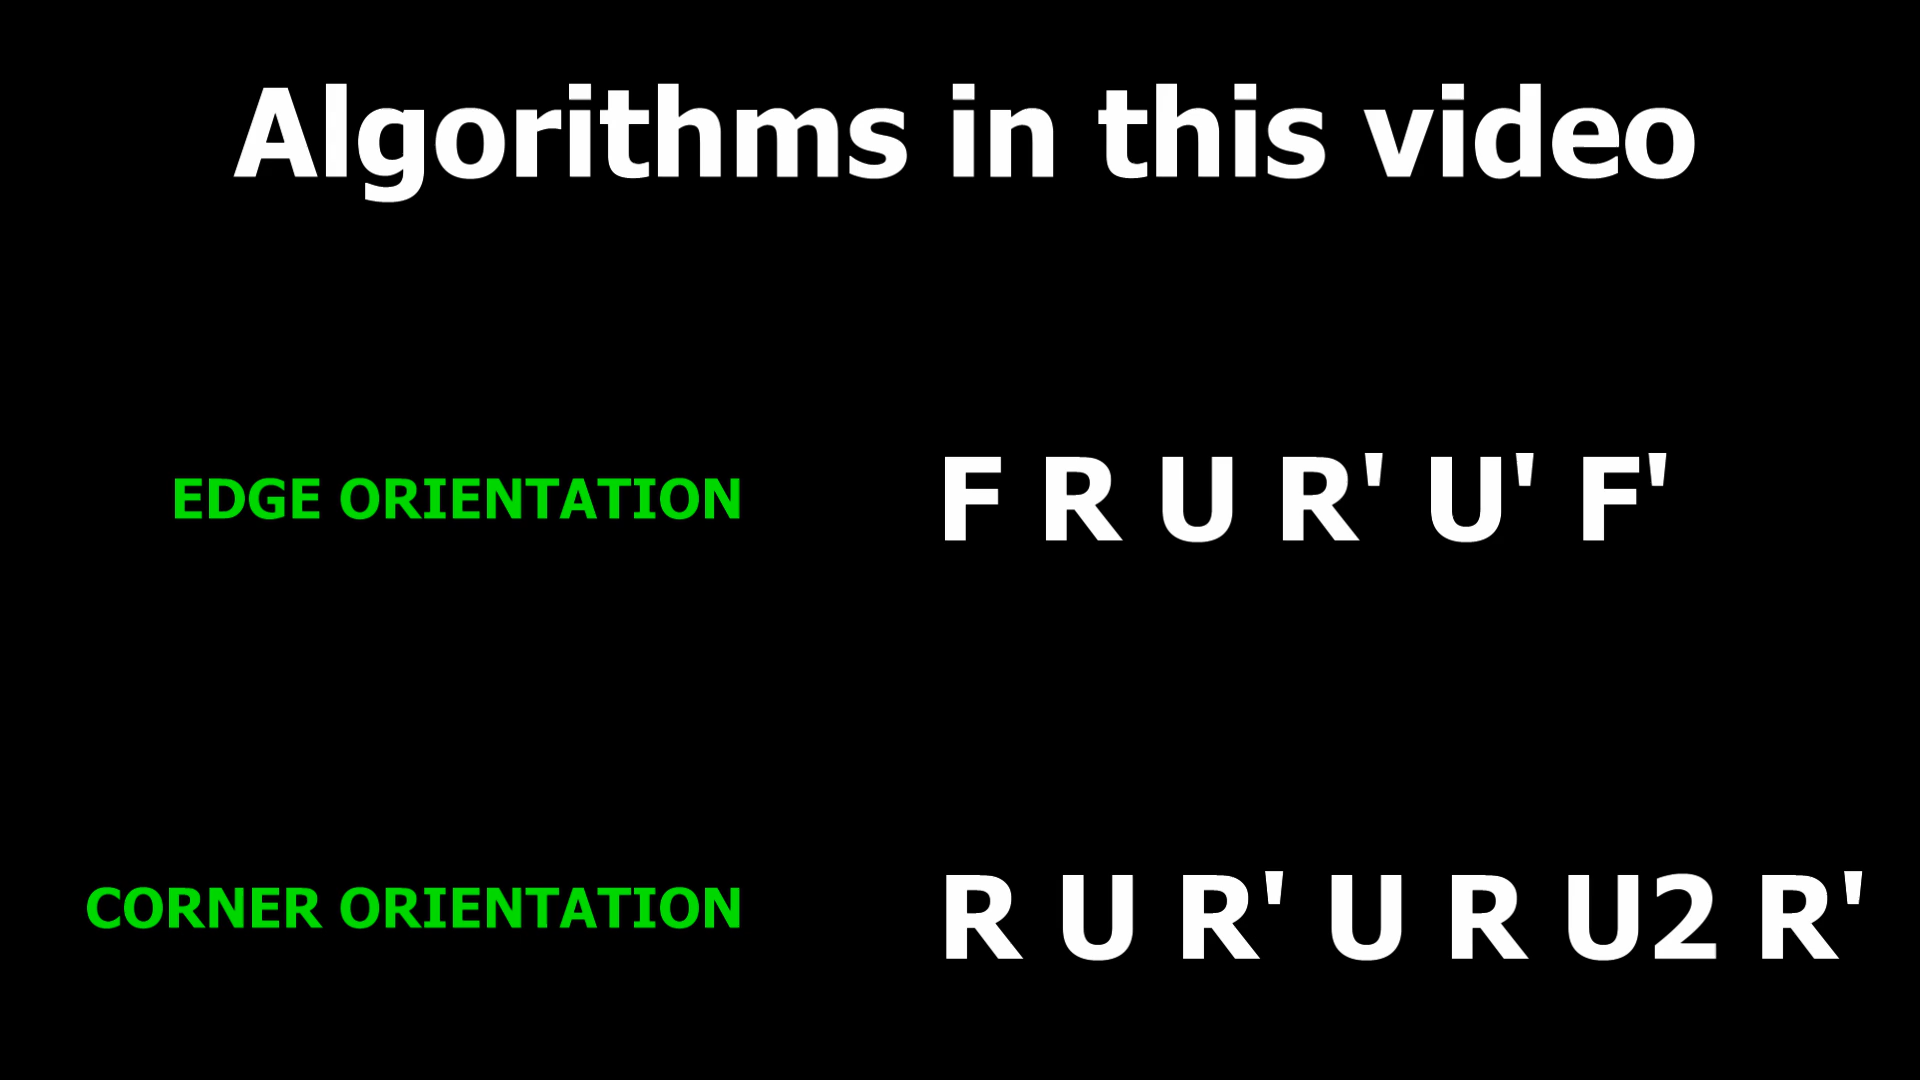 Algorithms in this video
EDGE ORIENTATION F R U R' U' F'
CORNER ORIENTATION R U R' U R U2 R'